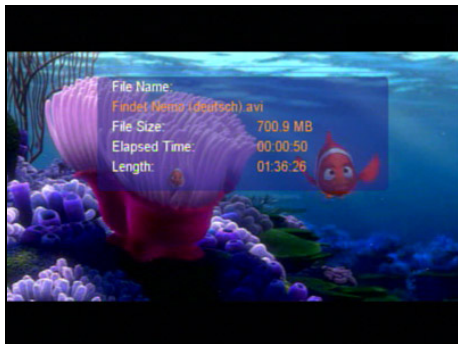 File Name:
Findet Nemo (deutsch).avi
File Size: 700.9 MB
Elapsed Time: 00:00:50
Length: 01:36:26